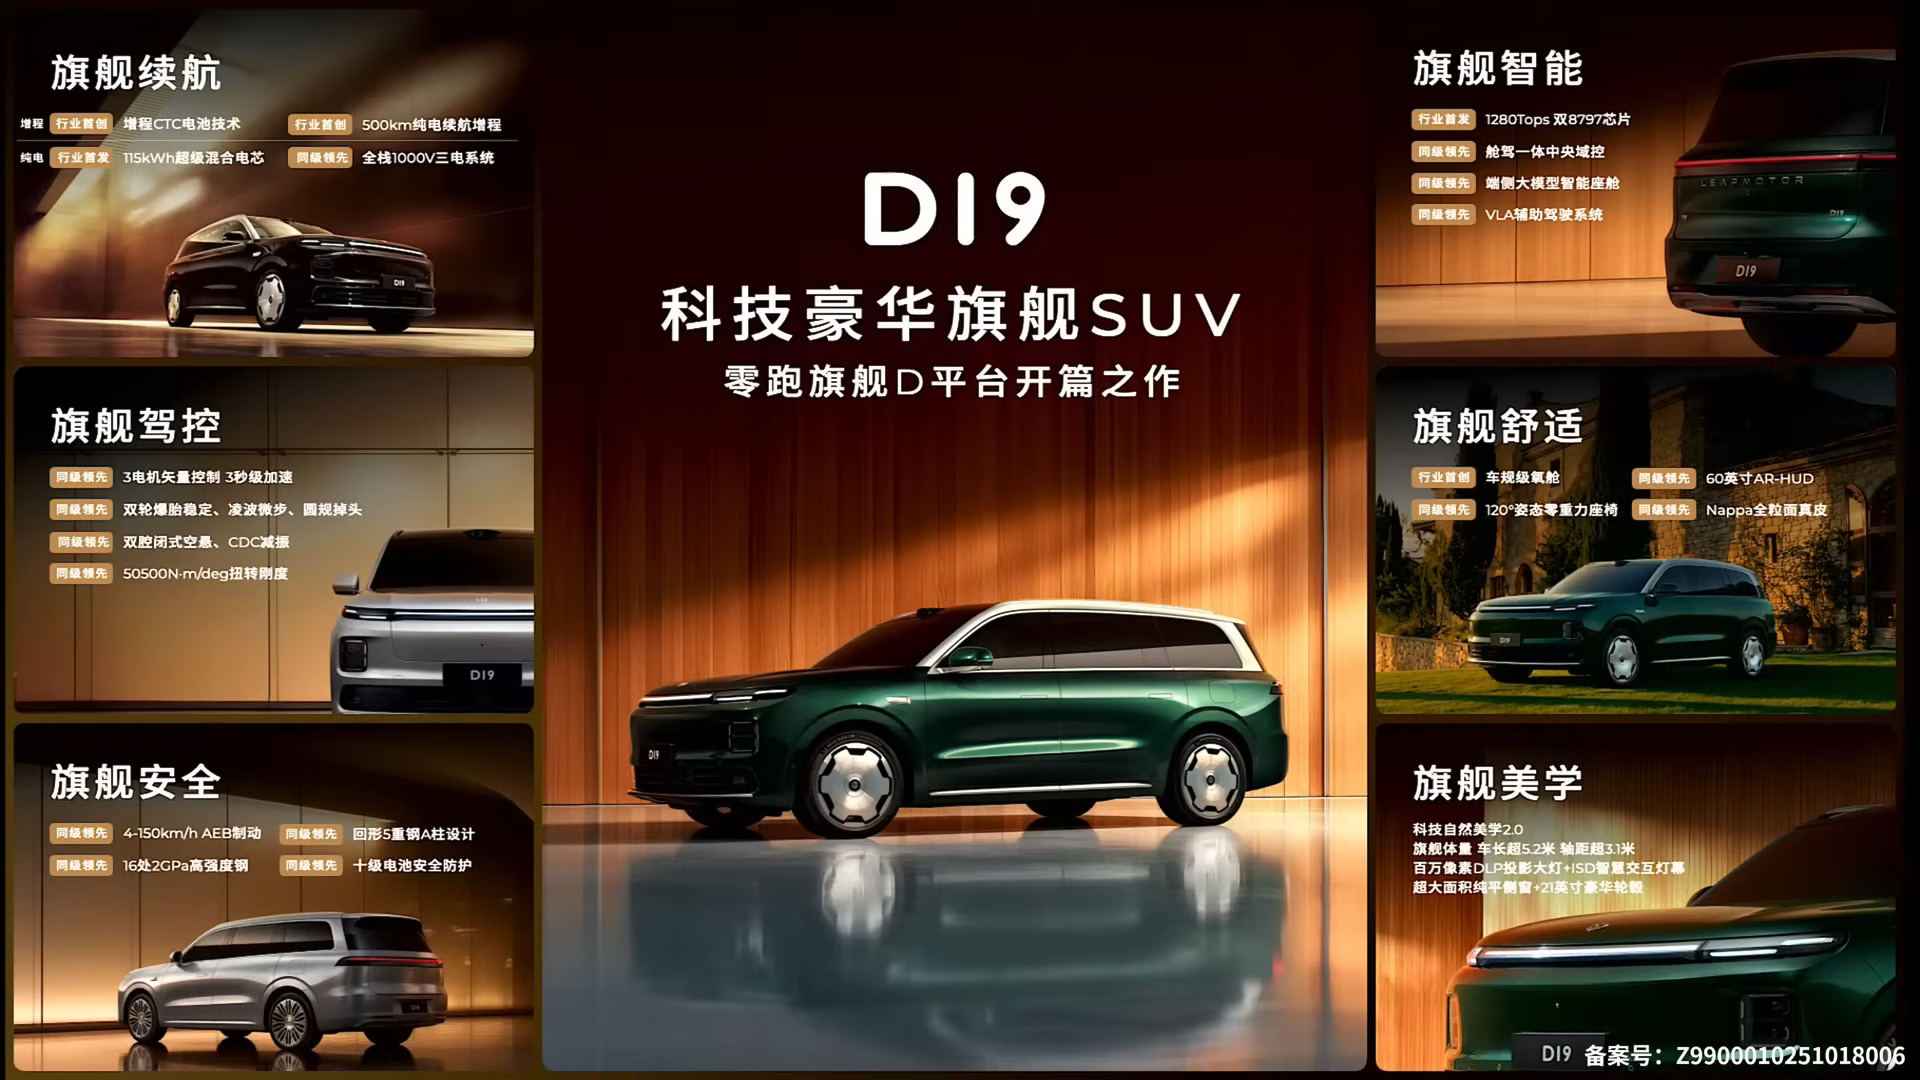 旗舰续航
增程 行业首创 增程CTC电池技术 行业首创 500km纯电续航增程
纯电 行业首发 115kWh超级混合电芯 同级领先 全栈1000V三电系统
旗舰驾控
同级领先 3电机矢量控制 3秒级加速
同级领先 双轮爆胎稳定、凌波微步、圆规掉头
同级领先 双腔闭式空悬、CDC减振
同级领先 50500N·m/deg扭转刚度
D19
旗舰安全
同级领先 4-150km/h AEB制动 同级领先 回形5重钢A柱设计
同级领先 16处2GPa高强度钢 同级领先 十级电池安全防护
D19
科技豪华旗舰SUV
零跑旗舰D平台开篇之作
D19
旗舰智能
行业首发 1280Tops 双8797芯片
同级领先 舱驾一体中央域控
同级领先 端侧大模型智能座舱
同级领先 VLA辅助驾驶系统
LEAPMOTOR
D19
D19
旗舰舒适
行业首创 车规级氧舱 同级领先 60英寸AR-HUD
同级领先 120°姿态零重力座椅 同级领先 Nappa全粒面真皮
D19
旗舰美学
科技自然美学2.0
旗舰体量 车长超5.2米 轴距超3.1米
百万像素DLP投影大灯+ISD智慧交互灯幕
超大面积纯平侧窗+21英寸豪华轮毂
D19
备案号：Z9900010251018006